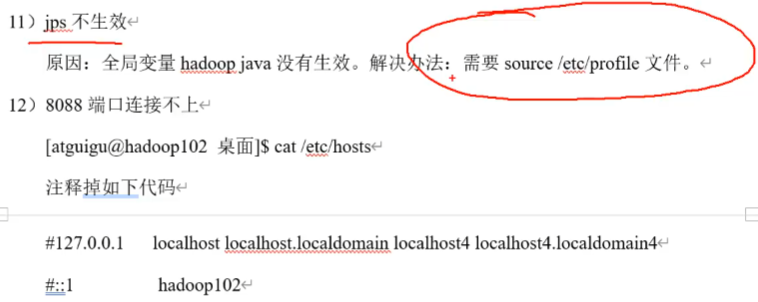 11）jps 不生效
原因：全局变量 hadoop java 没有生效。解决办法：需要 source /etc/profile 文件。
12）8088 端口连接不上
[atguigu@hadoop102 桌面]$ cat /etc/hosts
注释掉如下代码
#127.0.0.1 localhost localhost.localdomain localhost4 localhost4.localdomain4
#::1 hadoop102